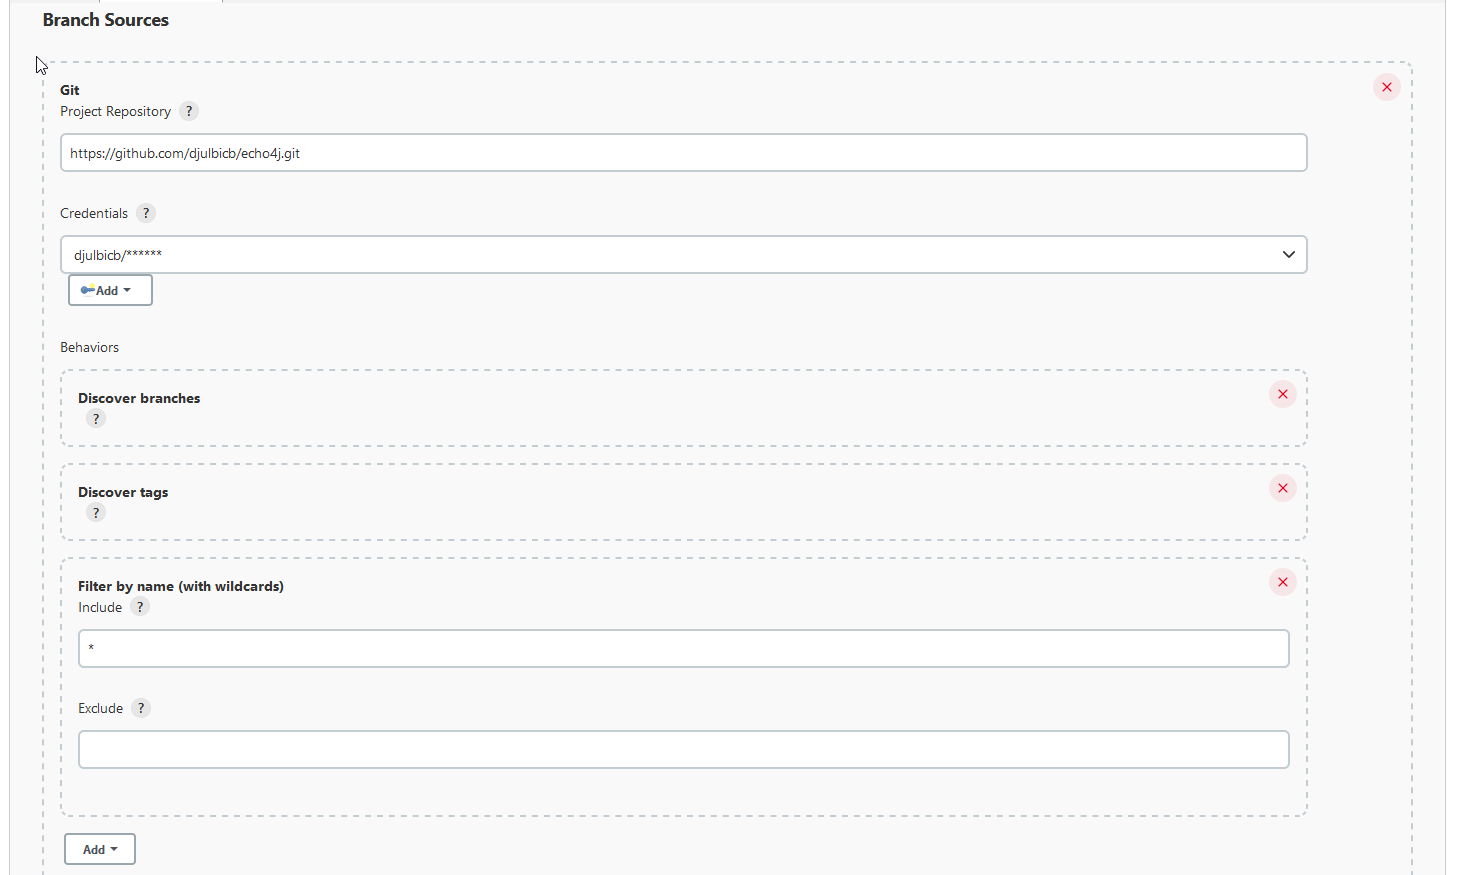 Branch Sources
Git
Project Repository ?
https://github.com/djulbicb/echo4j.git
Credentials ?
djulbicb/******
Add
Behaviors
Discover branches
?
Discover tags
?
Filter by name (with wildcards)
Include ?
*
Exclude ?
Add